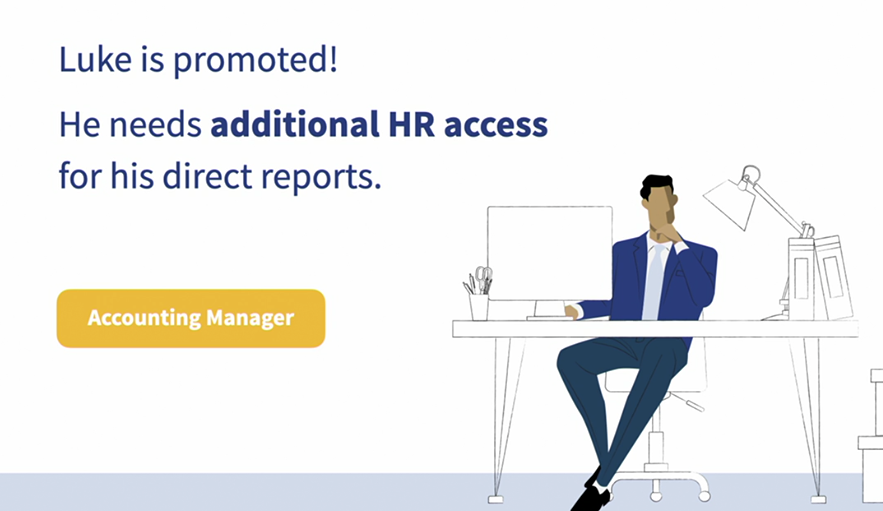 Luke is promoted!
He needs additional HR access
for his direct reports.
Accounting Manager